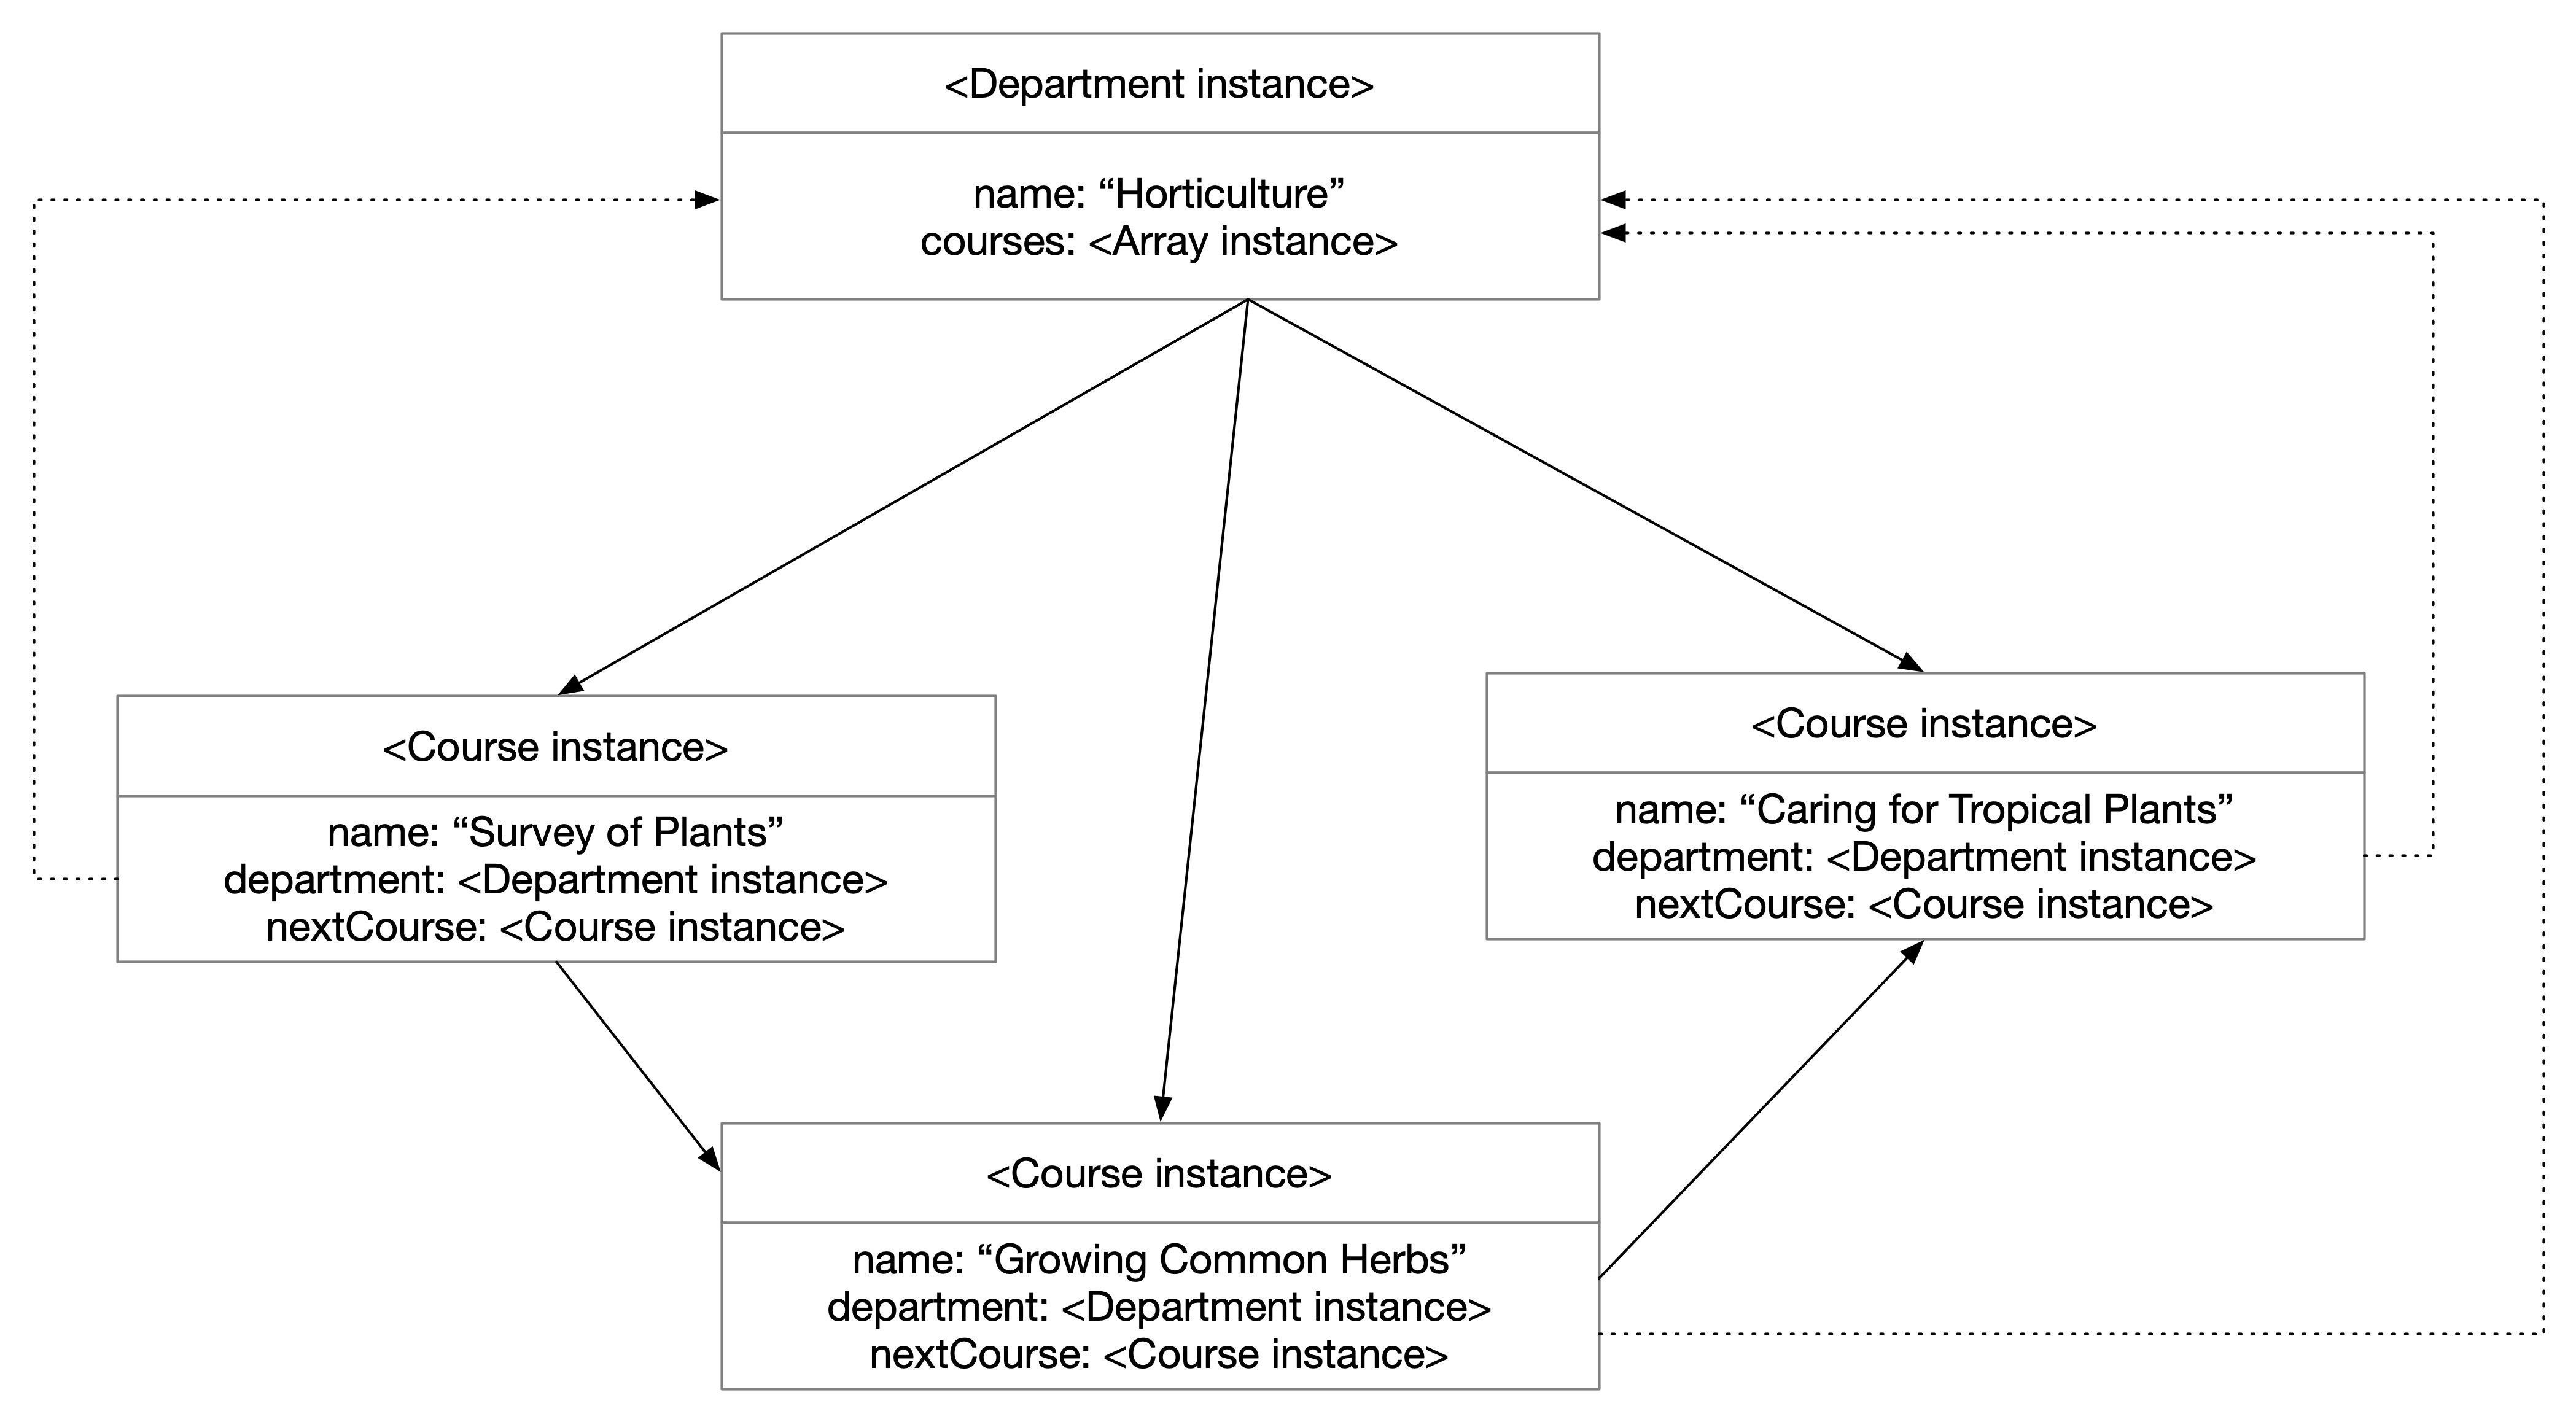 <Department instance>
name: “Horticulture”
courses: <Array instance>
<Course instance>
name: “Survey of Plants”
department: <Department instance>
nextCourse: <Course instance>
<Course instance>
name: “Caring for Tropical Plants”
department: <Department instance>
nextCourse: <Course instance>
<Course instance>
name: “Growing Common Herbs”
department: <Department instance>
nextCourse: <Course instance>